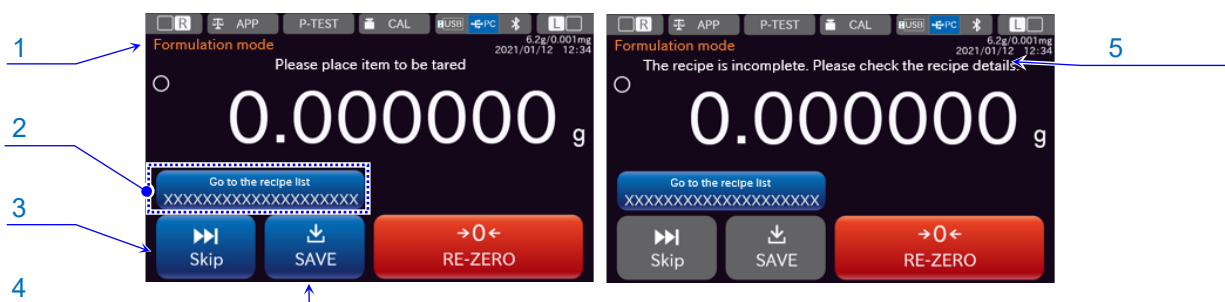 R APP P-TEST CAL USB PC L
Formulation mode
6.2g/0.001mg
2021/01/12 12:34
Please place item to be tared
0.000000 g
Go to the recipe list
XXXXXXXXXXXXXXXXXXXX
Skip
SAVE
→0←
RE-ZERO
1
2
3
4
R APP P-TEST CAL USB PC L
Formulation mode
6.2g/0.001mg
2021/01/12 12:34
The recipe is incomplete. Please check the recipe details.
0.000000 g
Go to the recipe list
XXXXXXXXXXXXXXXXXXXX
Skip
SAVE
→0←
RE-ZERO
5